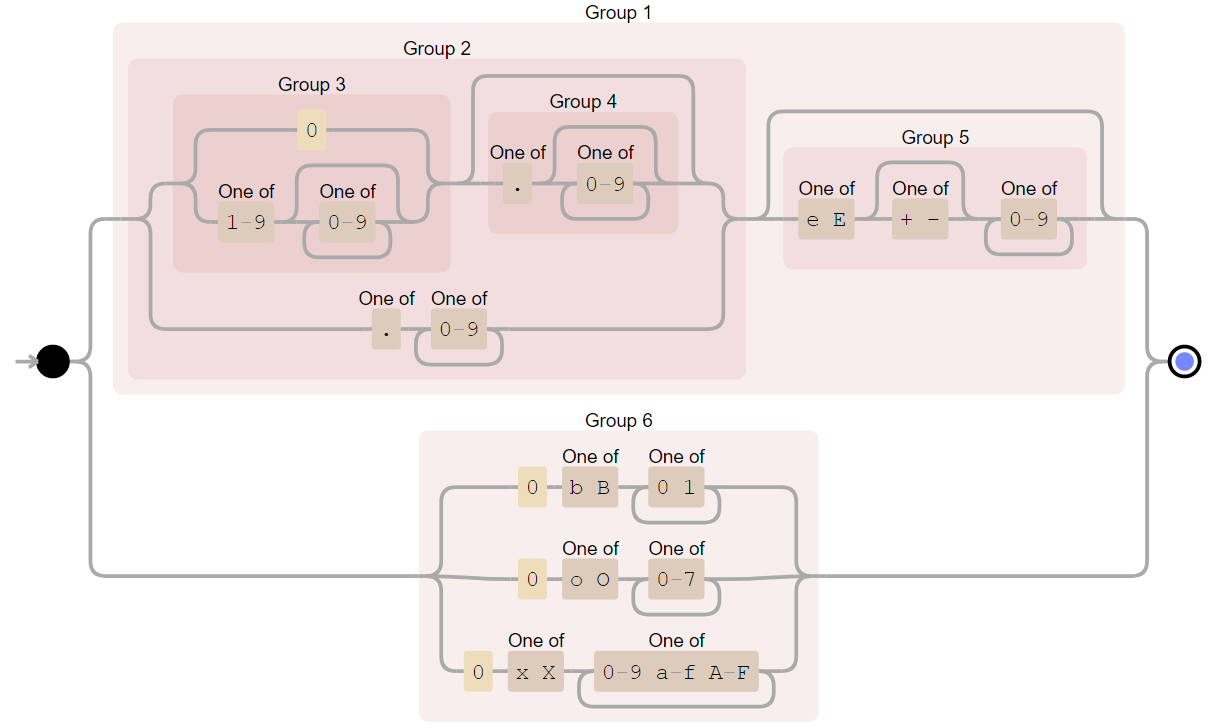 Group 1
Group 2
Group 3
0
One of
1-9
One of
0-9
Group 4
One of
.
One of
0-9
One of
.
One of
0-9
Group 5
One of
e E
One of
+ -
One of
0-9
Group 6
0
One of
b B
One of
0 1
0
One of
o O
One of
0-7
0
One of
x X
One of
0-9 a-f A-F